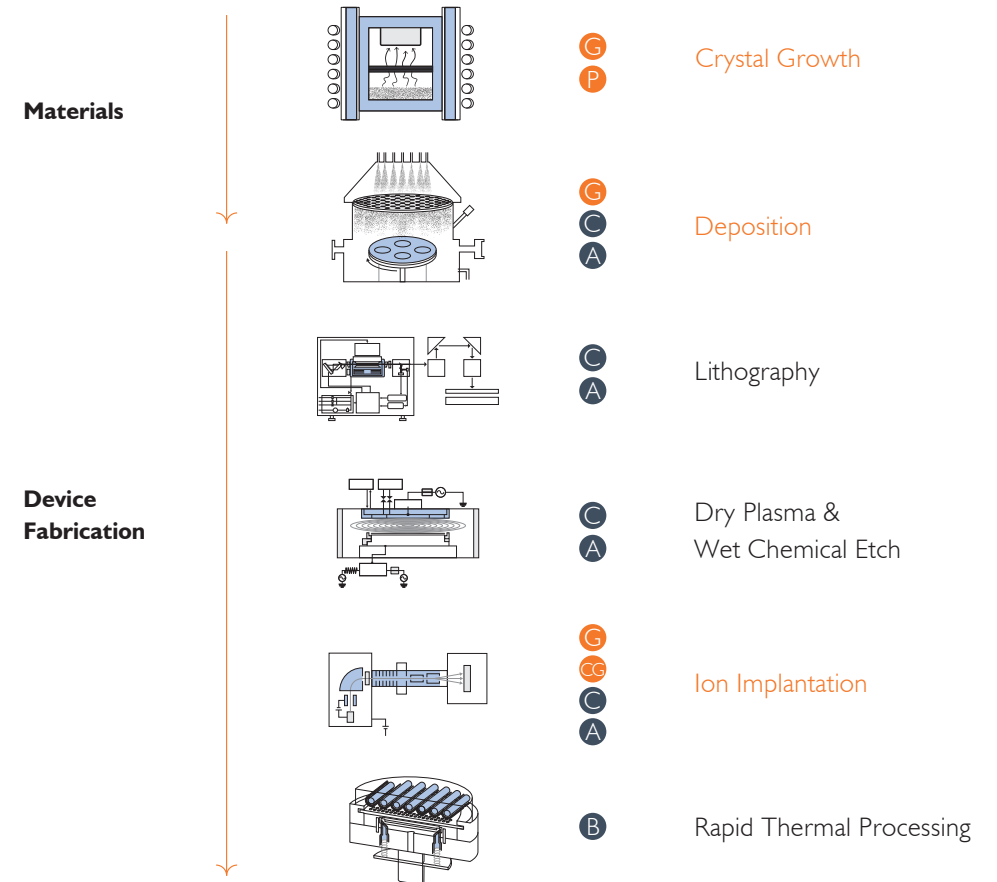 G
P
Crystal Growth
Materials
G
C
A
Deposition
C
A
Lithography
Device
Fabrication
C
A
Dry Plasma &
Wet Chemical Etch
G
CG
C
A
Ion Implantation
B
Rapid Thermal Processing